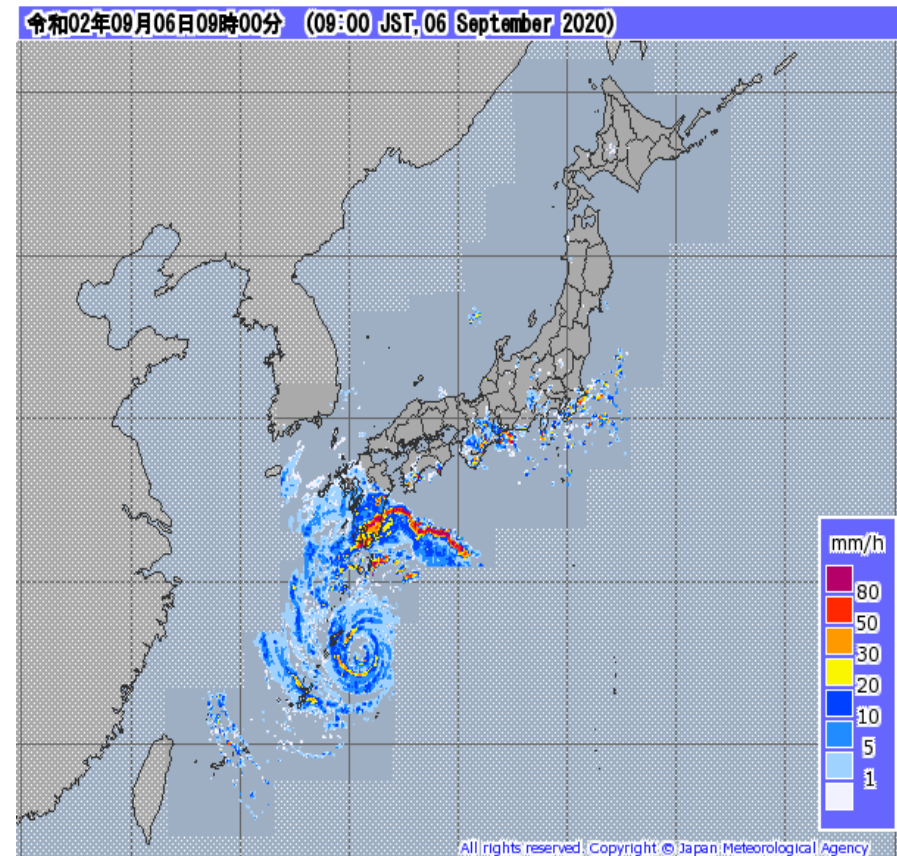 令和02年09月06日09時00分 (09:00 JST, 06 September 2020)
mm/h
80
50
30
20
10
5
1
All rights reserved. Copyright © Japan Meteorological Agency